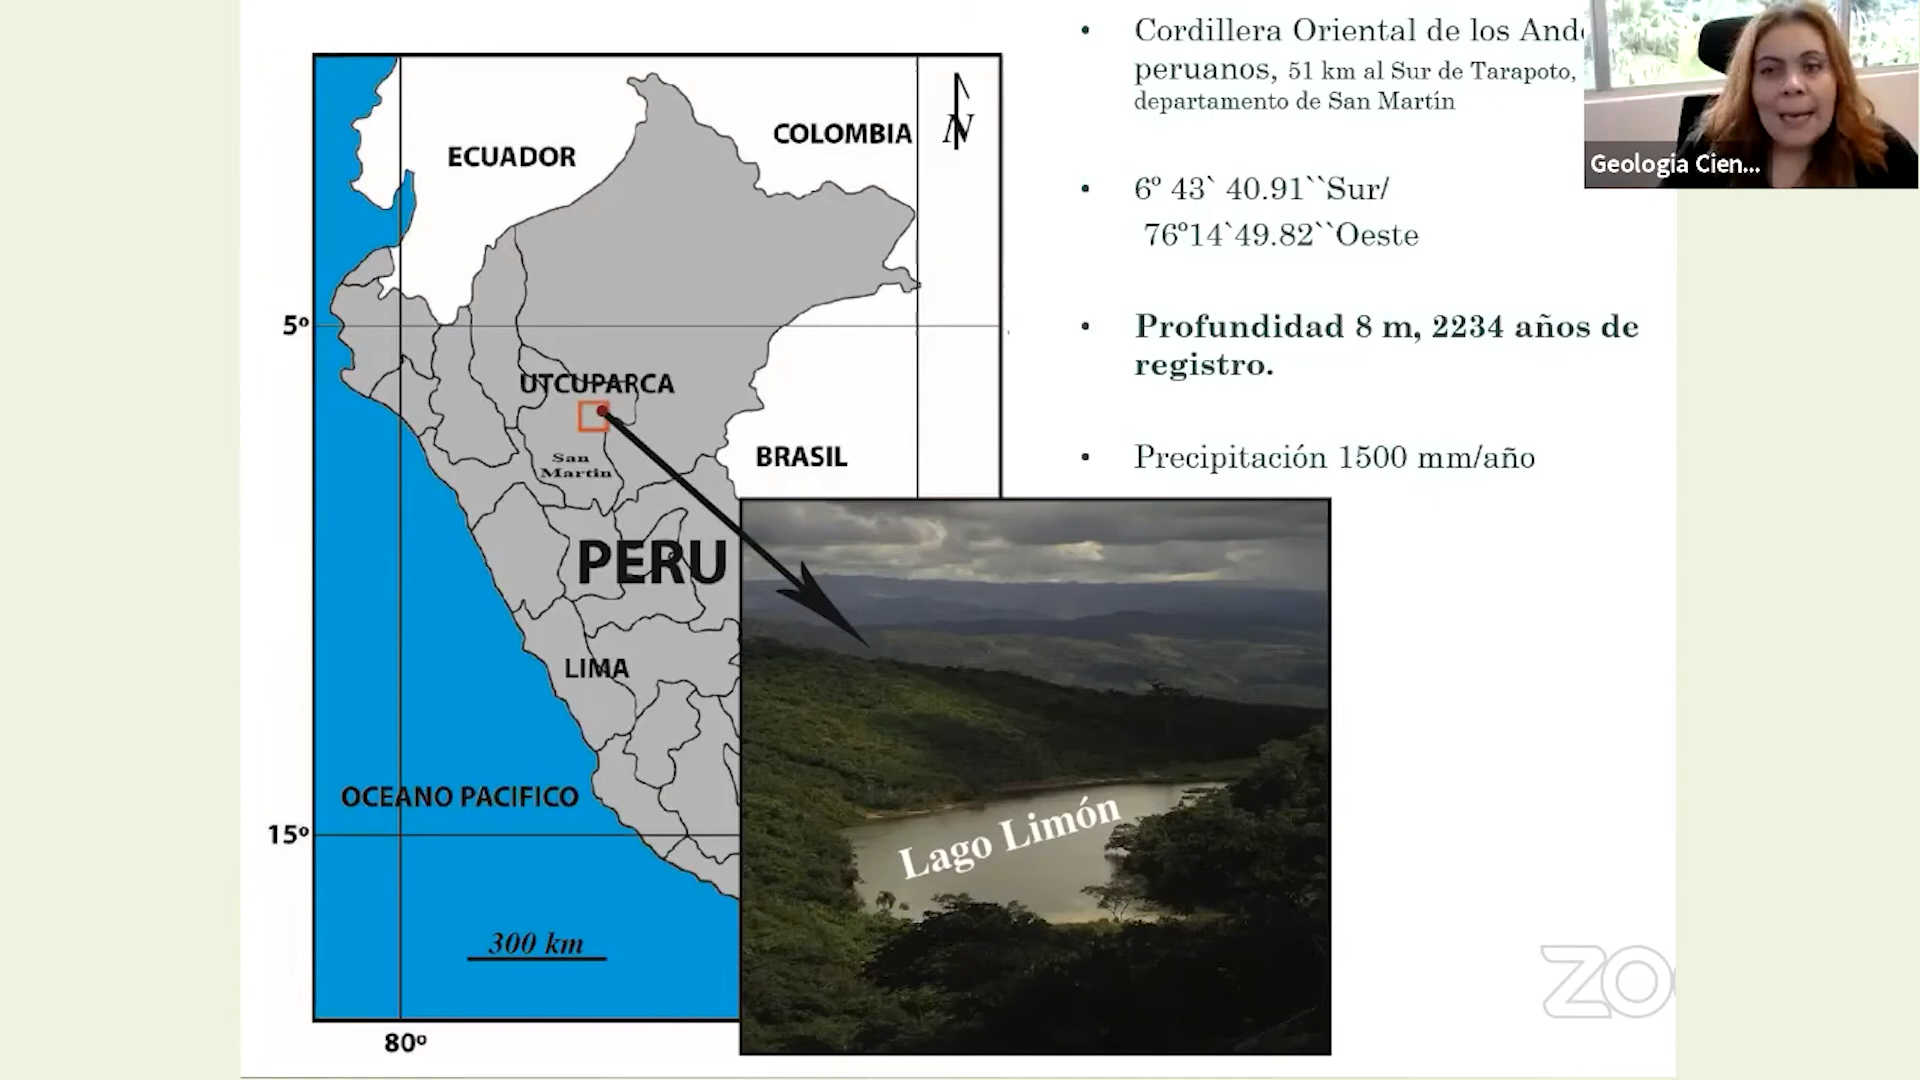 ECUADOR
COLOMBIA
N
5º
UTCUPARCA
San
Martin
BRASIL
PERU
LIMA
OCEANO PACIFICO
15º
300 km
80º
Lago Limón
• Cordillera Oriental de los
peruanos, 51 km al Sur de Tarapoto,
departamento de San Martín
• 6º 43` 40.91``Sur/
76º14`49.82``Oeste
• Profundidad 8 m, 2234 años de
registro.
• Precipitación 1500 mm/año
Geologia Cien...
ZO